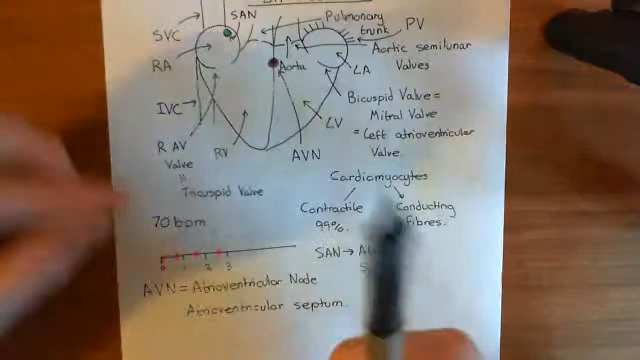 SAN
Pulmonary
trunk
PV
SVC
Aortic semilunar
Valves
RA
Aorta
LA
Bicuspid Valve =
Mitral Valve
= Left atrioventricular
Valve
IVC
LV
R AV
Valve
=
Tricuspid Valve
RV
AVN
Cardiomyocytes
Contractile
99%.
Conducting
Fibres.
70 bpm
SAN →
0 1 2 3
AVN = Atrioventricular Node
Atrioventricular septum.